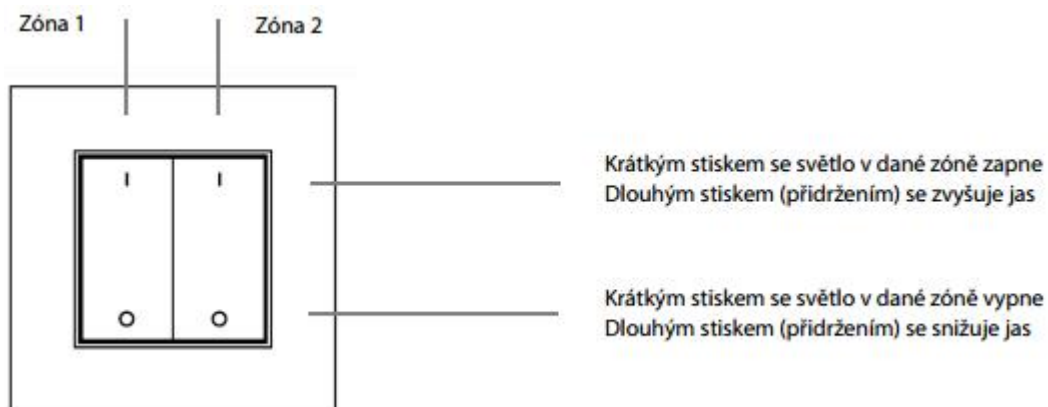 Zóna 1
Zóna 2
I I
Krátkým stiskem se světlo v dané zóně zapne
Dlouhým stiskem (přidržením) se zvyšuje jas
O O
Krátkým stiskem se světlo v dané zóně vypne
Dlouhým stiskem (přidržením) se snižuje jas